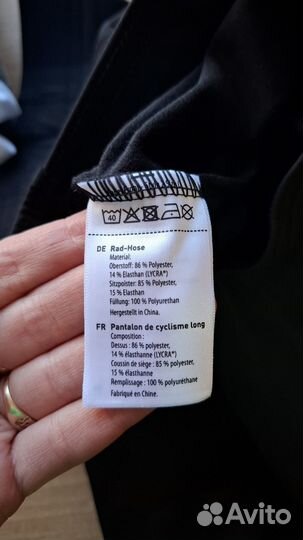 40
DE Rad-Hose
Material:
Oberstoff: 86 % Polyester,
14 % Elasthan (LYCRA®)
Sitzpolster: 85 % Polyester,
15 % Elasthan
Füllung: 100 % Polyurethan
Hergestellt in China.
FR Pantalon de cyclisme long
Composition :
Dessus : 86 % polyester,
14 % élasthanne (LYCRA®)
Coussin de siège : 85 % polyester,
15 % élasthanne
Remplissage : 100 % polyuréthane
Fabriqué en Chine.
Avito